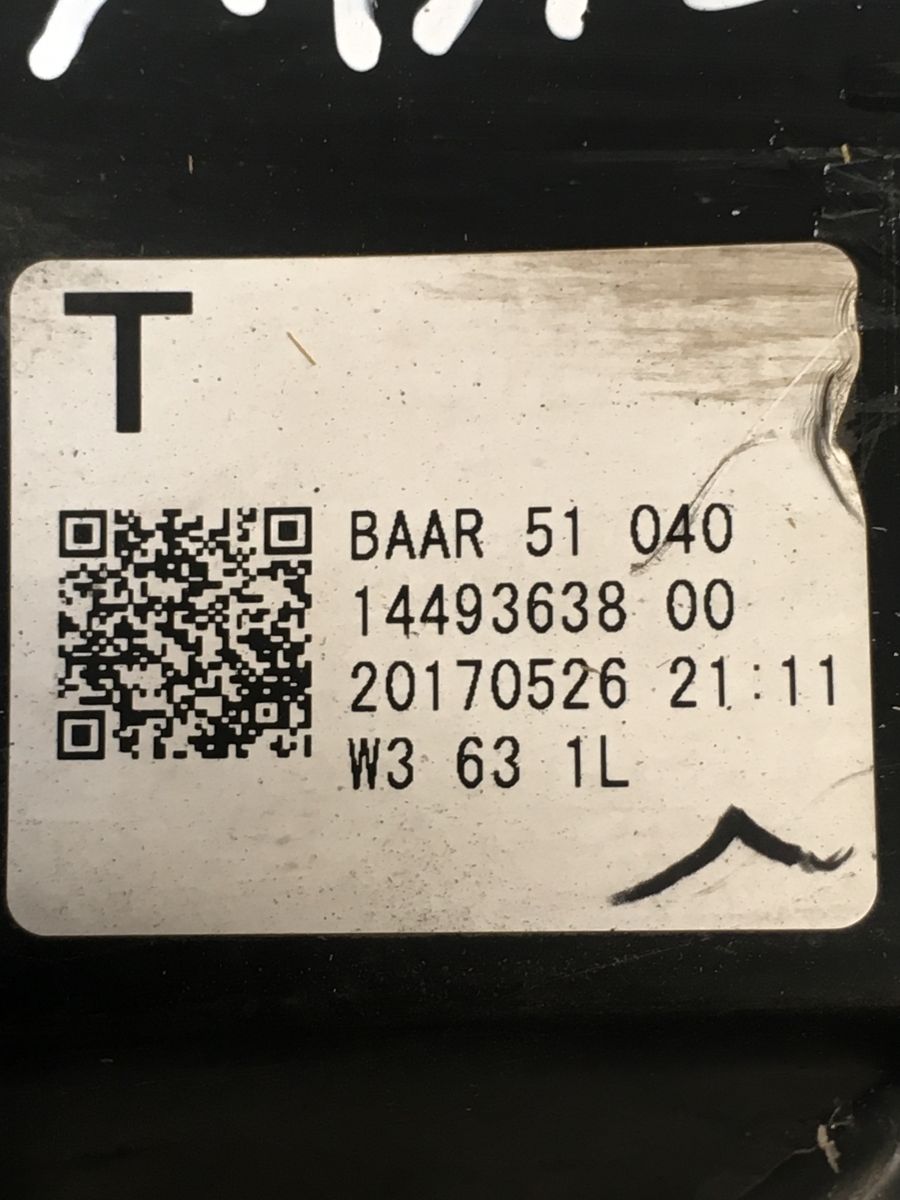 T
BAAR 51 040
14493638 00
20170526 21:11
W3 63 1L